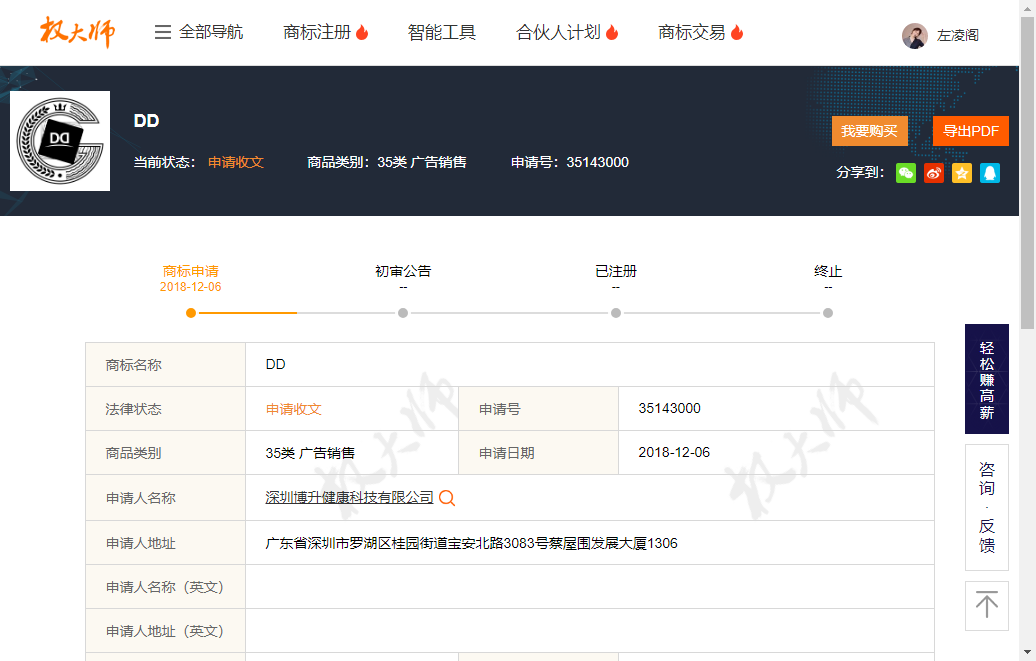 权大师
全部导航
商标注册
智能工具
合伙人计划
商标交易
左凌阁
DD
DD
当前状态： 申请收文 商品类别：35类 广告销售 申请号：35143000
我要购买
导出PDF
分享到：
商标申请
2018-12-06
初审公告
--
已注册
--
终止
--
商标名称 DD
法律状态 申请收文 申请号 35143000
商品类别 35类 广告销售 申请日期 2018-12-06
申请人名称 深圳博升健康科技有限公司
申请人地址 广东省深圳市罗湖区桂园街道宝安北路3083号蔡屋围发展大厦1306
申请人名称（英文）
申请人地址（英文）
权大师
权大师
轻松赚高薪
咨询·反馈